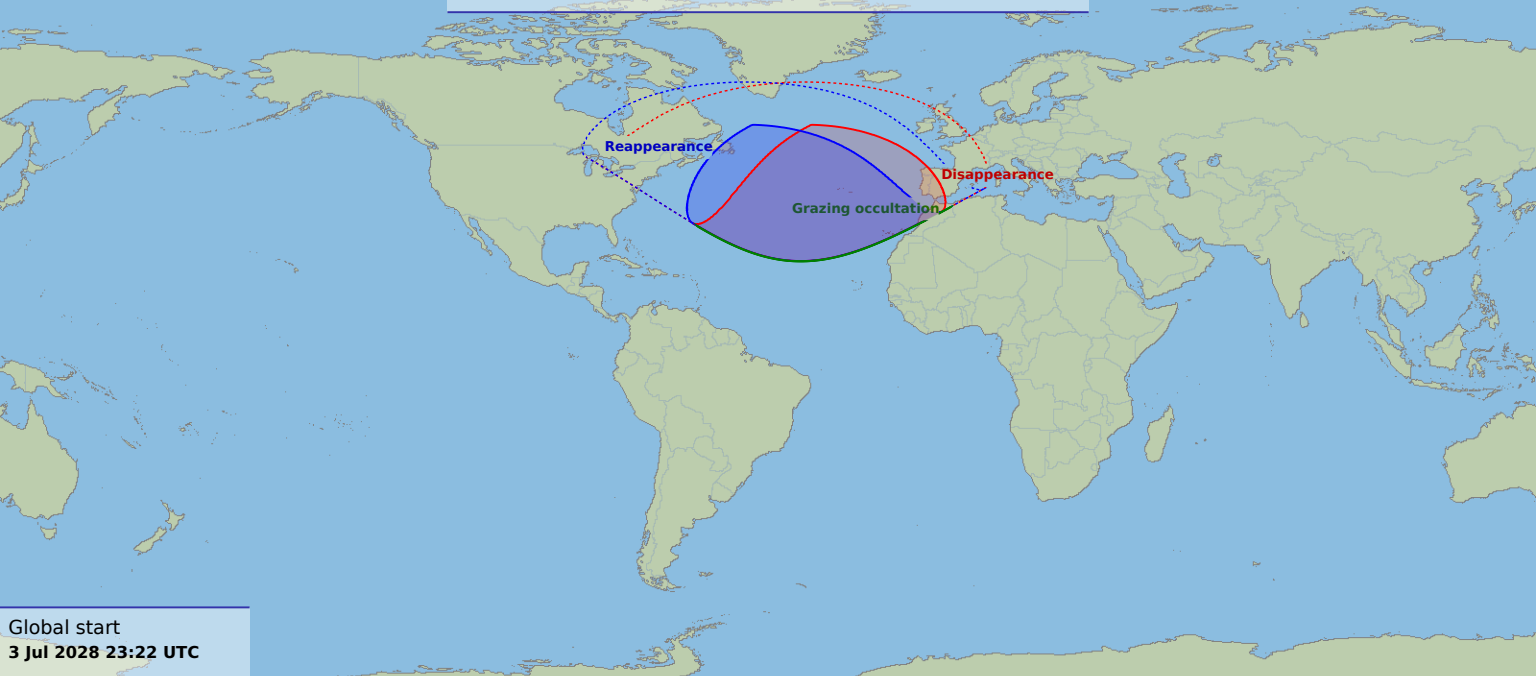 Reappearance
Disappearance
Grazing occultation
Global start
3 Jul 2028 23:22 UTC